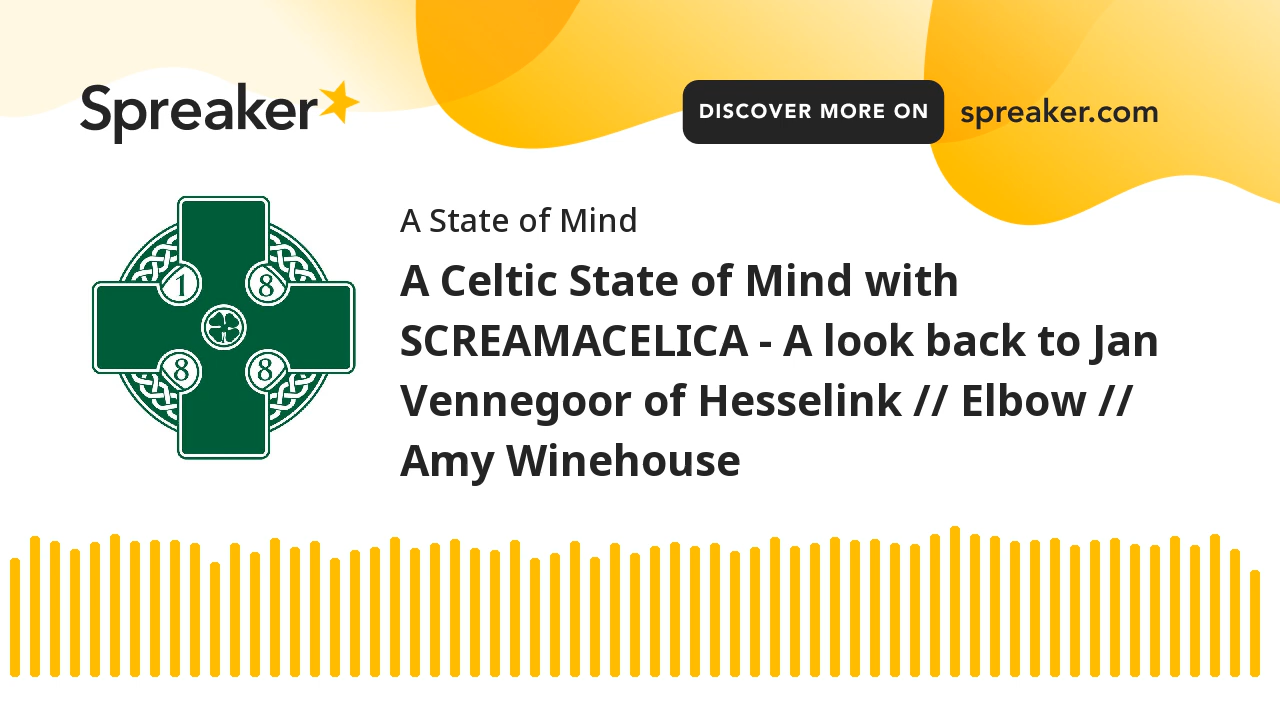 Spreaker
DISCOVER MORE ON spreaker.com
A State of Mind
A Celtic State of Mind with
SCREAMACELICA - A look back to Jan
Vennegoor of Hesselink // Elbow //
Amy Winehouse
1 8
8 8